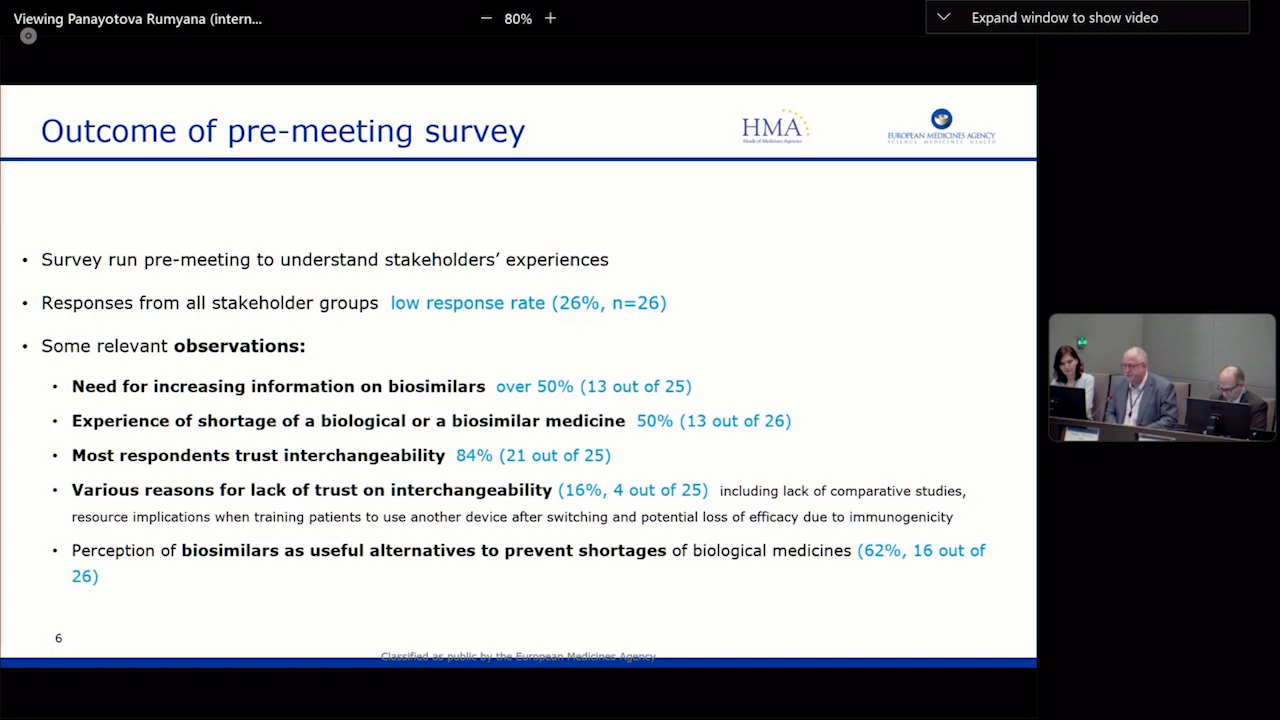 Viewing Panayotova Rumyana (intern...
80%
Expand window to show video
Outcome of pre-meeting survey
HMA
Heads of Medicines Agencies
EUROPEAN MEDICINES AGENCY
SCIENCE MEDICINES HEALTH
• Survey run pre-meeting to understand stakeholders’ experiences
• Responses from all stakeholder groups low response rate (26%, n=26)
• Some relevant observations:
• Need for increasing information on biosimilars over 50% (13 out of 25)
• Experience of shortage of a biological or a biosimilar medicine 50% (13 out of 26)
• Most respondents trust interchangeability 84% (21 out of 25)
• Various reasons for lack of trust on interchangeability (16%, 4 out of 25) including lack of comparative studies,
resource implications when training patients to use another device after switching and potential loss of efficacy due to immunogenicity
• Perception of biosimilars as useful alternatives to prevent shortages of biological medicines (62%, 16 out of
26)
6
Classified as public by the European Medicines Agency